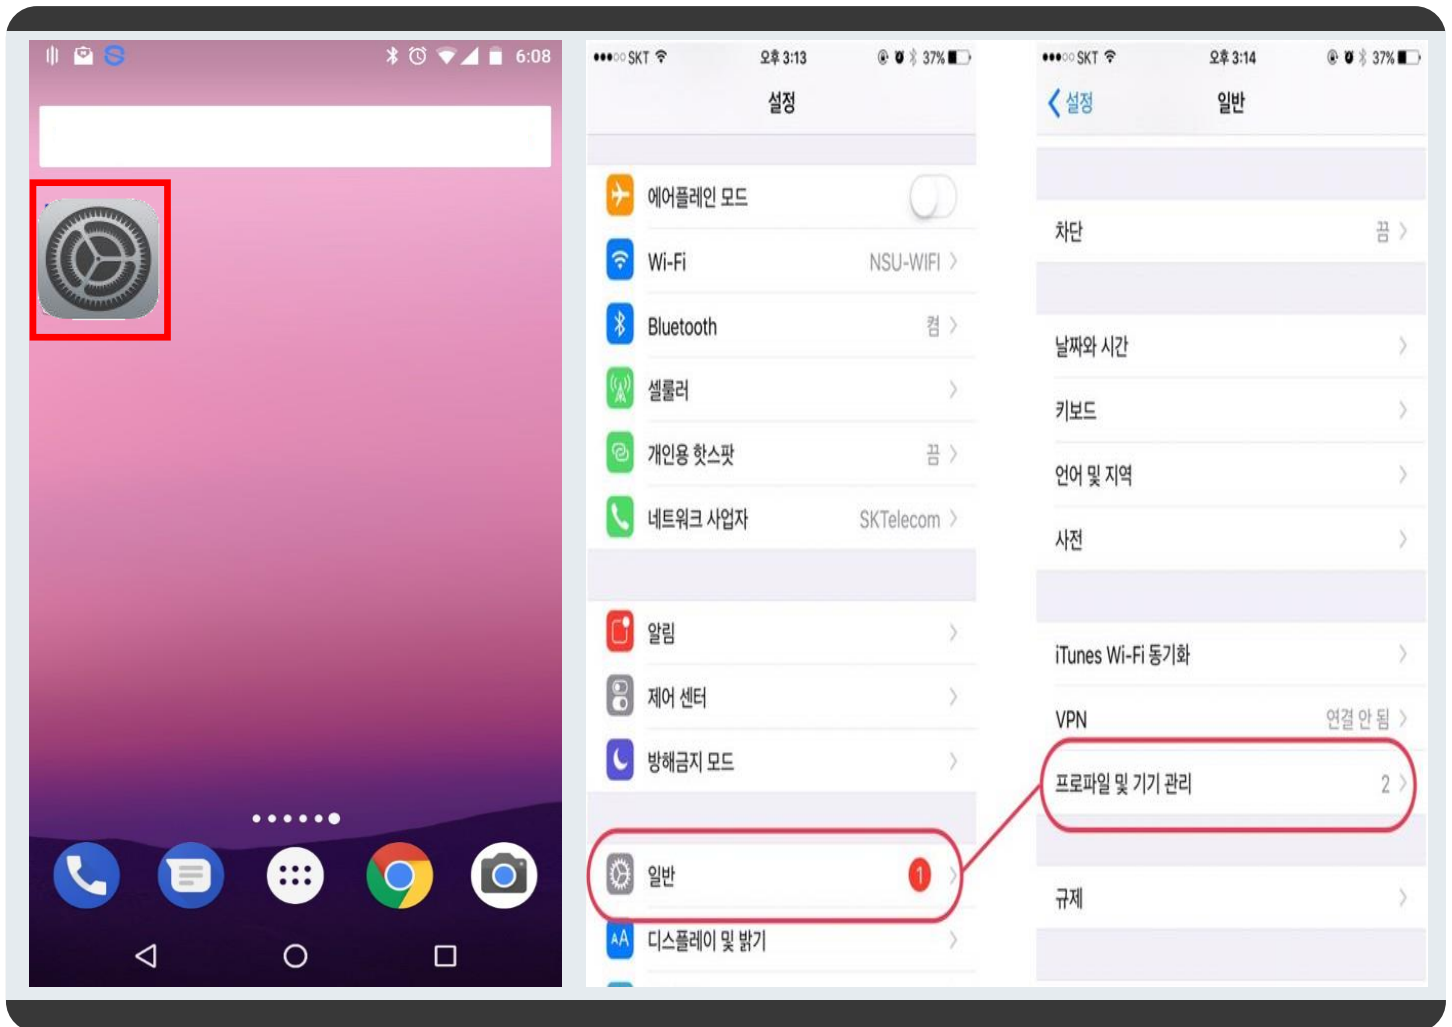 6:08
SKT 오후 3:13 37%
설정
에어플레인 모드
Wi-Fi NSU-WIFI
Bluetooth 켬
셀룰러
개인용 핫스팟 끔
네트워크 사업자 SKTelecom
알림
제어 센터
방해금지 모드
일반 1
AA 디스플레이 및 밝기
SKT 오후 3:14 37%
설정 일반
차단 끔
날짜와 시간
키보드
언어 및 지역
사전
iTunes Wi-Fi 동기화
VPN 연결 안 됨
프로파일 및 기기 관리 2
규제